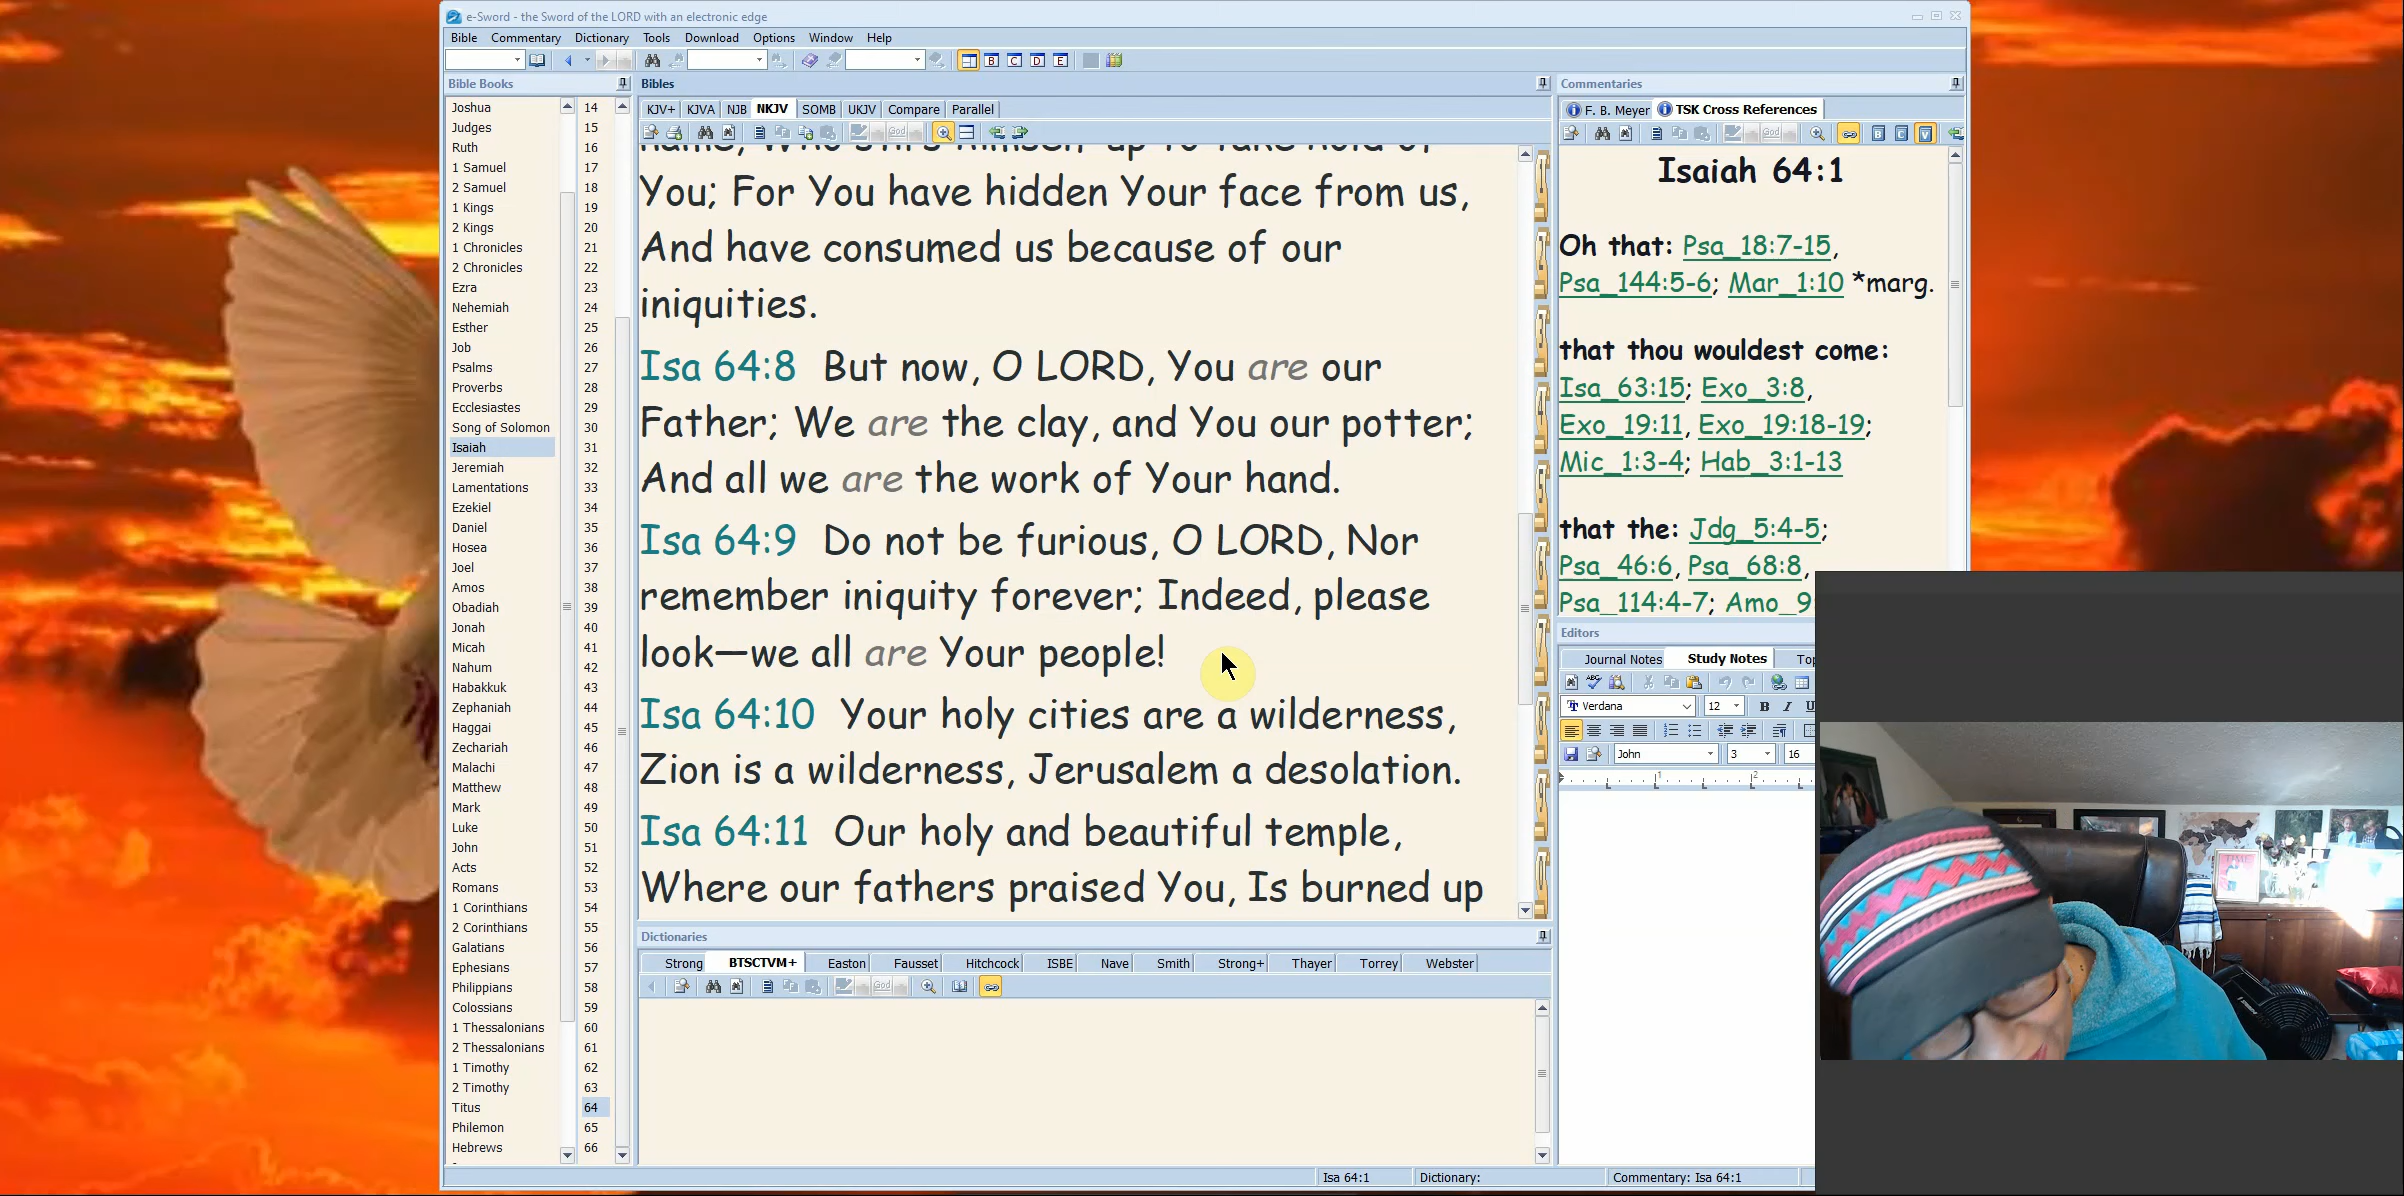 e-Sword - the Sword of the LORD with an electronic edge
Bible Commentary Dictionary Tools Download Options Window Help
B C D E
Bible Books
Joshua 14
Judges 15
Ruth 16
1 Samuel 17
2 Samuel 18
1 Kings 19
2 Kings 20
1 Chronicles 21
2 Chronicles 22
Ezra 23
Nehemiah 24
Esther 25
Job 26
Psalms 27
Proverbs 28
Ecclesiastes 29
Song of Solomon 30
Isaiah 31
Jeremiah 32
Lamentations 33
Ezekiel 34
Daniel 35
Hosea 36
Joel 37
Amos 38
Obadiah 39
Jonah 40
Micah 41
Nahum 42
Habakkuk 43
Zephaniah 44
Haggai 45
Zechariah 46
Malachi 47
Matthew 48
Mark 49
Luke 50
John 51
Acts 52
Romans 53
1 Corinthians 54
2 Corinthians 55
Galatians 56
Ephesians 57
Philippians 58
Colossians 59
1 Thessalonians 60
2 Thessalonians 61
1 Timothy 62
2 Timothy 63
Titus 64
Philemon 65
Hebrews 66
Bibles
KJV+ KJVA NJB NKJV SOMB UKJV Compare Parallel
God
name, Who stirs himself up to take hold of
You; For You have hidden Your face from us,
And have consumed us because of our
iniquities.
Isa 64:8 But now, O LORD, You are our
Father; We are the clay, and You our potter;
And all we are the work of Your hand.
Isa 64:9 Do not be furious, O LORD, Nor
remember iniquity forever; Indeed, please
look—we all are Your people!
Isa 64:10 Your holy cities are a wilderness,
Zion is a wilderness, Jerusalem a desolation.
Isa 64:11 Our holy and beautiful temple,
Where our fathers praised You, Is burned up
Dictionaries
Strong BTSCTVM+ Easton Fausset Hitchcock ISBE Nave Smith Strong+ Thayer Torrey Webster
God
Commentaries
F. B. Meyer TSK Cross References
God B C V
Isaiah 64:1
Oh that: Psa_18:7-15,
Psa_144:5-6; Mar_1:10 *marg.
that thou wouldest come:
Isa_63:15; Exo_3:8,
Exo_19:11, Exo_19:18-19;
Mic_1:3-4; Hab_3:1-13
that the: Jdg_5:4-5;
Psa_46:6, Psa_68:8,
Psa_114:4-7; Amo_9
Editors
Journal Notes Study Notes Top
ABC
Verdana 12 B I U
John 3 16
1 2
Isa 64:1 Dictionary: Commentary: Isa 64:1